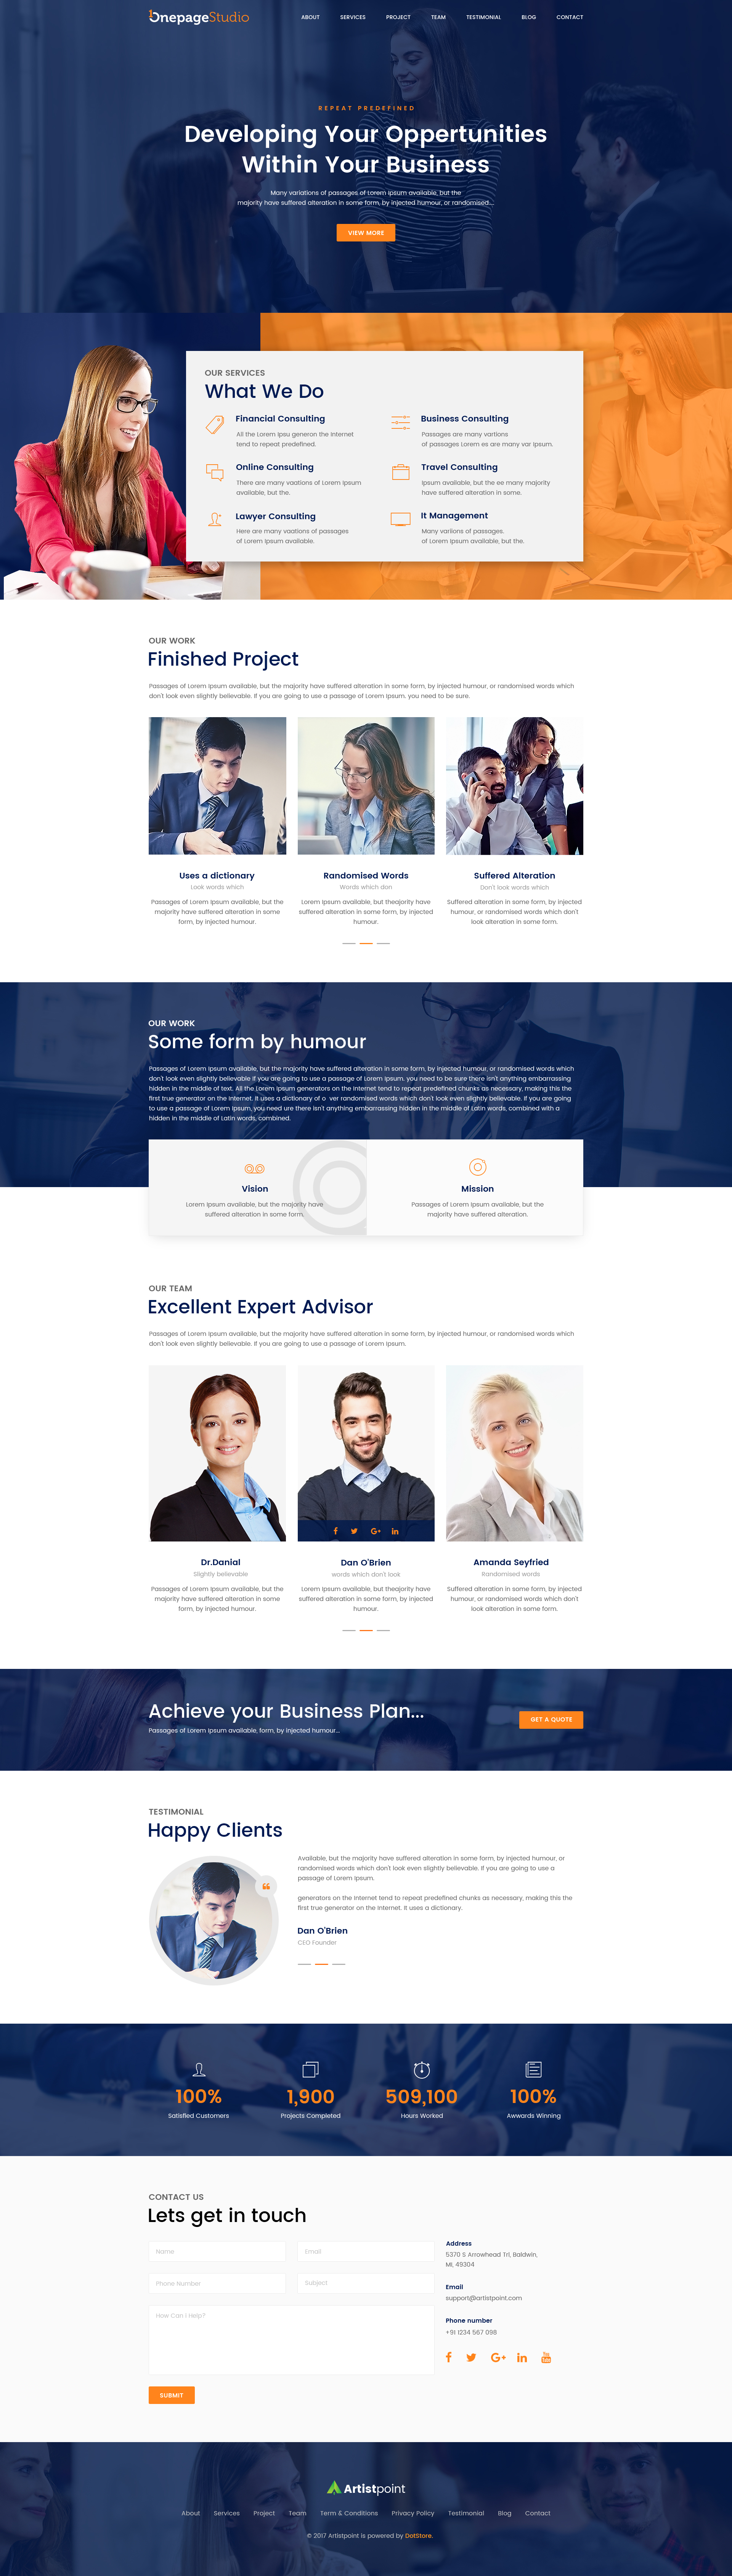 OnepageStudio
ABOUT SERVICES PROJECT TEAM TESTIMONIAL BLOG CONTACT
REPEAT PREDEFINED
Developing Your Oppertunities
Within Your Business
Many variations of passages of Lorem Ipsum available, but the
majority have suffered alteration in some form, by injected humour, or randomised....
VIEW MORE
OUR SERVICES
What We Do
Financial Consulting
All the Lorem Ipsu generon the Internet
tend to repeat predefined.
Business Consulting
Passages are many vartions
of passages Lorem es are many var Ipsum.
Online Consulting
There are many vaations of Lorem Ipsum
available, but the.
Travel Consulting
Ipsum available, but the ee many majority
have suffered alteration in some.
Lawyer Consulting
Here are many vaations of passages
of Lorem Ipsum available.
It Management
Many variions of passages.
of Lorem Ipsum available, but the.
OUR WORK
Finished Project
Passages of Lorem Ipsum available, but the majority have suffered alteration in some form, by injected humour, or randomised words which
don't look even slightly believable. If you are going to use a passage of Lorem Ipsum. you need to be sure.
Uses a dictionary
Look words which
Passages of Lorem Ipsum available, but the
majority have suffered alteration in some
form, by injected humour.
Randomised Words
Words which don
Lorem Ipsum available, but theajority have
suffered alteration in some form, by injected
humour.
Suffered Alteration
Don't look words which
Suffered alteration in some form, by injected
humour, or randomised words which don't
look alteration in some form.
OUR WORK
Some form by humour
Passages of Lorem Ipsum available, but the majority have suffered alteration in some form, by injected humour, or randomised words which
don't look even slightly believable If you are going to use a passage of Lorem Ipsum. you need to be sure there isn't anything embarrassing
hidden in the middle of text. All the Lorem Ipsum generators on the Internet tend to repeat predefined chunks as necessary, making this the
first true generator on the Internet. It uses a dictionary of o ver randomised words which don't look even slightly believable. If you are going
to use a passage of Lorem Ipsum, you need ure there isn't anything embarrassing hidden in the middle of Latin words, combined with a
hidden in the middle of Latin words, combined.
Vision
Lorem Ipsum available, but the majority have
suffered alteration in some form.
Mission
Passages of Lorem Ipsum available, but the
majority have suffered alteration.
OUR TEAM
Excellent Expert Advisor
Passages of Lorem Ipsum available, but the majority have suffered alteration in some form, by injected humour, or randomised words which
don't look even slightly believable. If you are going to use a passage of Lorem Ipsum.
Dr.Danial
Slightly believable
Passages of Lorem Ipsum available, but the
majority have suffered alteration in some
form, by injected humour.
Dan O'Brien
words which don't look
Lorem Ipsum available, but theajority have
suffered alteration in some form, by injected
humour.
Amanda Seyfried
Randomised words
Suffered alteration in some form, by injected
humour, or randomised words which don't
look alteration in some form.
Achieve your Business Plan...
Passages of Lorem Ipsum available, form, by injected humour...
GET A QUOTE
TESTIMONIAL
Happy Clients
Available, but the majority have suffered alteration in some form, by injected humour, or
randomised words which don't look even slightly believable. If you are going to use a
passage of Lorem Ipsum.
generators on the Internet tend to repeat predefined chunks as necessary, making this the
first true generator on the Internet. It uses a dictionary.
Dan O'Brien
CEO Founder
100%
Satisfied Customers
1,900
Projects Completed
509,100
Hours Worked
100%
Awwards Winning
CONTACT US
Lets get in touch
Name
Email
Phone Number
Subject
How Can I Help?
SUBMIT
Address
5370 S Arrowhead Trl, Baldwin,
MI, 49304
Email
support@artistpoint.com
Phone number
+91 1234 567 098
Artistpoint
About Services Project Team Term & Conditions Privacy Policy Testimonial Blog Contact
© 2017 Artistpoint is powered by DotStore.